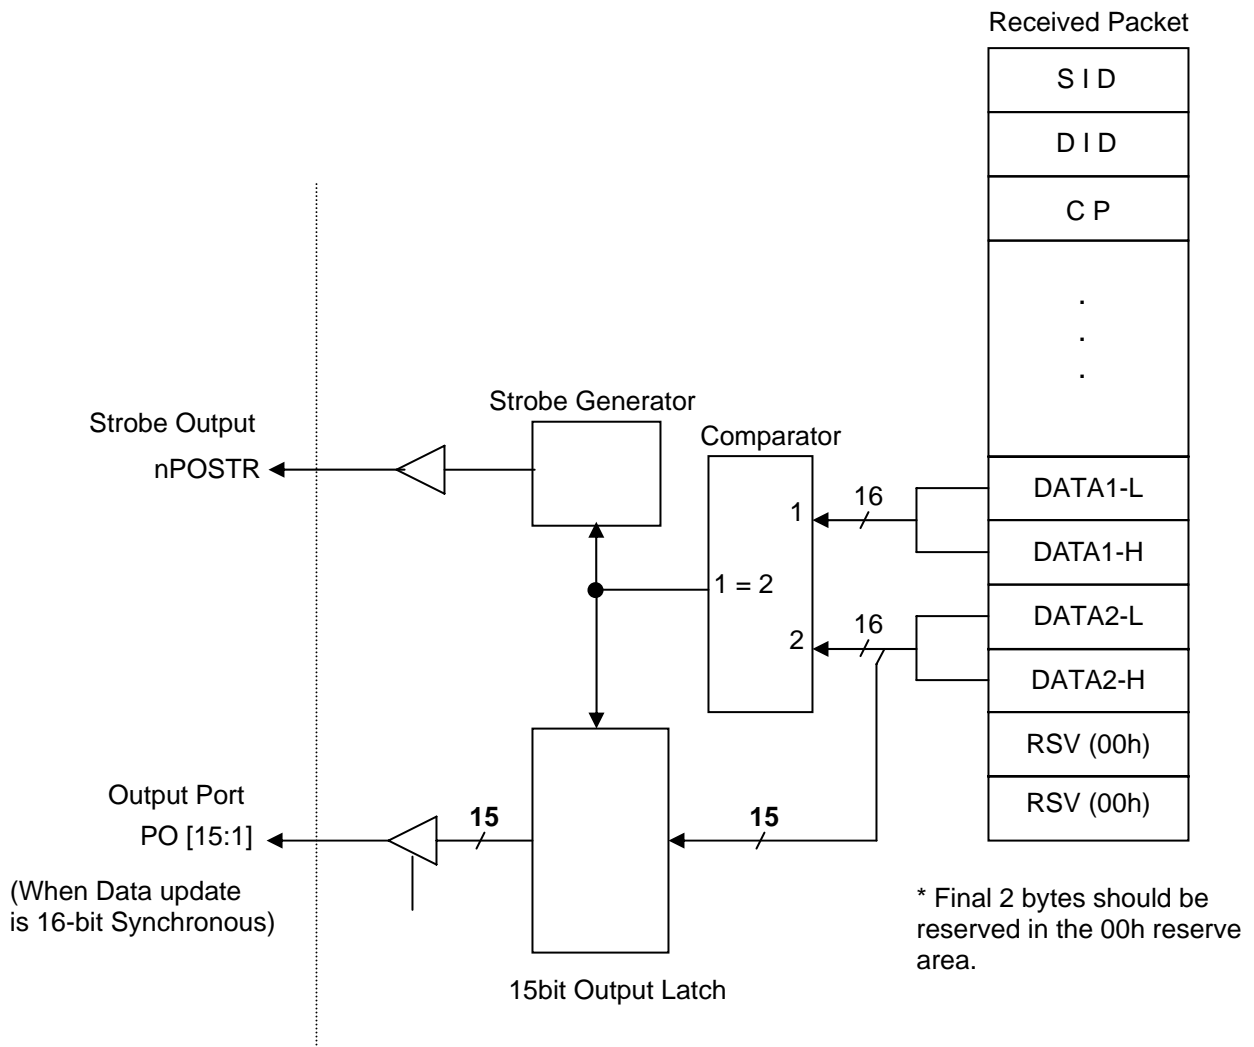 Received Packet
S I D
D I D
C P
.
.
.
Strobe Generator
Strobe Output
Comparator
nPOSTR
DATA1-L
16
1
DATA1-H
1 = 2
DATA2-L
16
2
DATA2-H
RSV (00h)
Output Port
15
15
RSV (00h)
PO [15:1]
(When Data update
is 16-bit Synchronous)
* Final 2 bytes should be
reserved in the 00h reserve
area.
15bit Output Latch